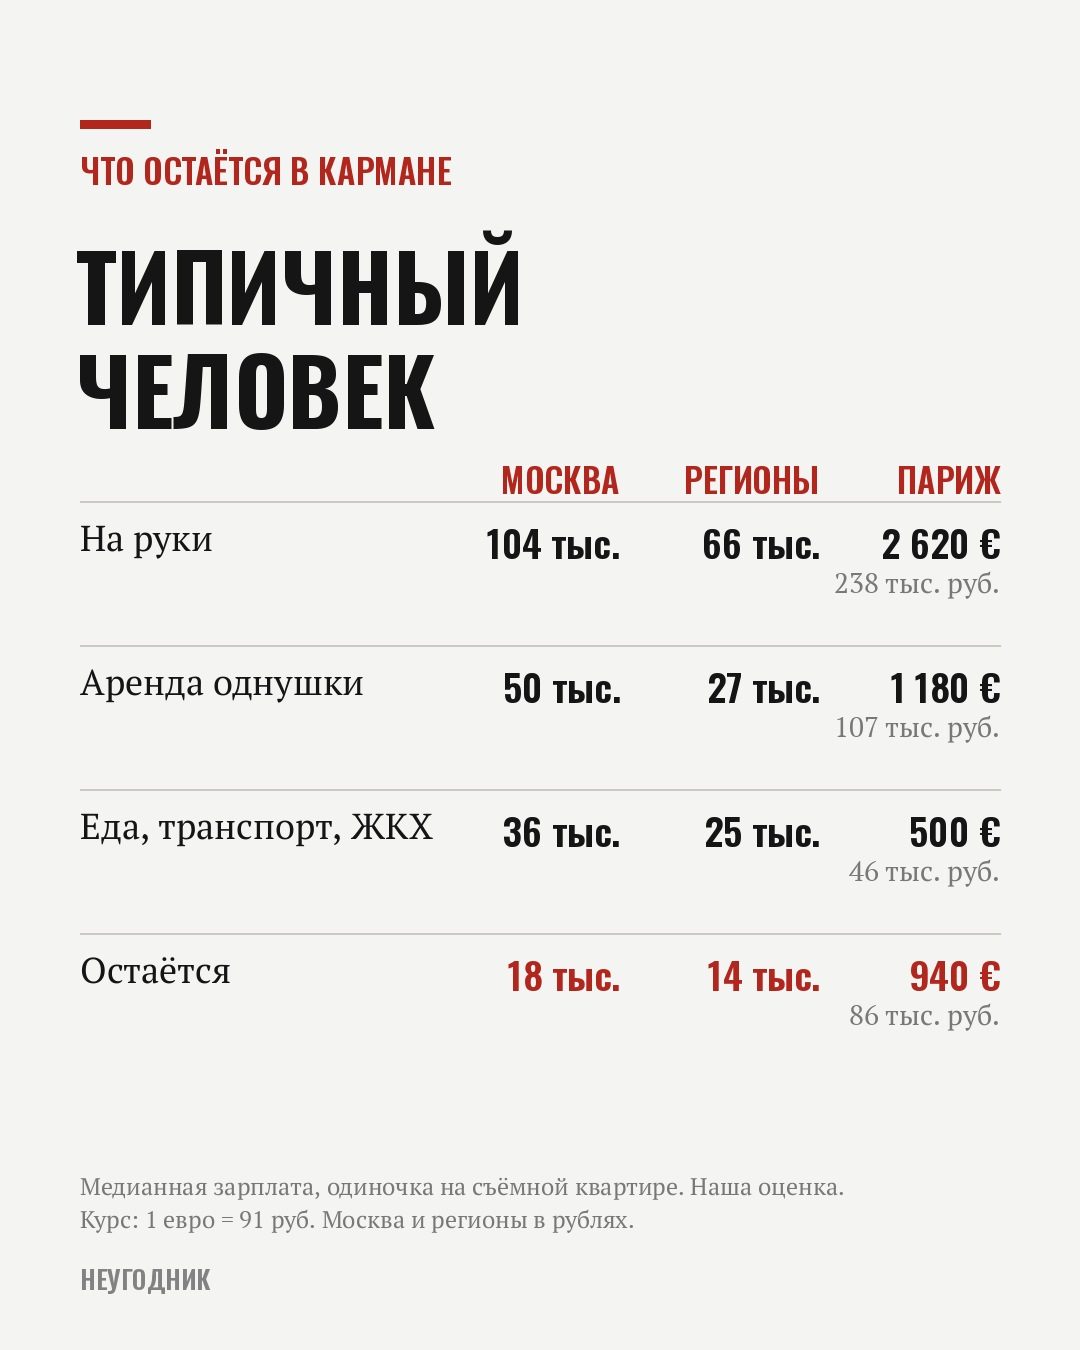 ЧТО ОСТАЁТСЯ В КАРМАНЕ
ТИПИЧНЫЙ
ЧЕЛОВЕК
МОСКВА РЕГИОНЫ ПАРИЖ
На руки 104 тыс. 66 тыс. 2 620 €
238 тыс. руб.
Аренда однушки 50 тыс. 27 тыс. 1 180 €
107 тыс. руб.
Еда, транспорт, ЖКХ 36 тыс. 25 тыс. 500 €
46 тыс. руб.
Остаётся 18 тыс. 14 тыс. 940 €
86 тыс. руб.
Медианная зарплата, одиночка на съёмной квартире. Наша оценка.
Курс: 1 евро = 91 руб. Москва и регионы в рублях.
НЕУГОДНИК